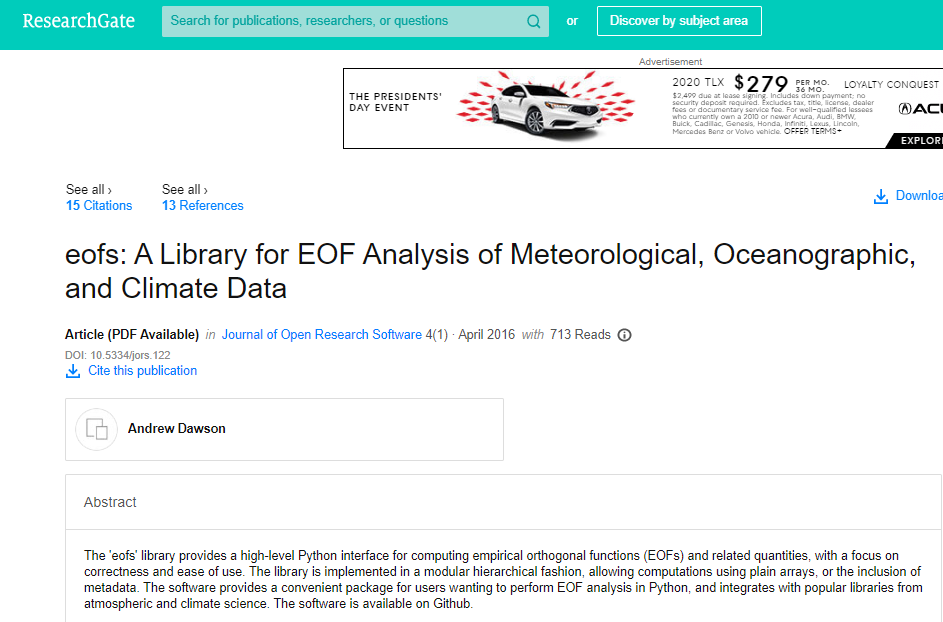 ResearchGate
Search for publications, researchers, or questions
or
Discover by subject area
Advertisement
THE PRESIDENTS'
DAY EVENT
2020 TLX $279 PER MO.
36 MO.
LOYALTY CONQUEST
$2,499 due at lease signing. Includes down payment; no
security deposit required. Excludes tax, title, license, dealer
fees or documentary service fee. For well-qualified lessees
who currently own a 2010 or newer Acura, Audi, BMW,
Buick, Cadillac, Genesis, Honda, Infiniti, Lexus, Lincoln,
Mercedes Benz or Volvo vehicle. OFFER TERMS+
ACU
EXPLOR
See all ›
15 Citations
See all ›
13 References
Downloa
eofs: A Library for EOF Analysis of Meteorological, Oceanographic,
and Climate Data
Article (PDF Available) in Journal of Open Research Software 4(1) · April 2016 with 713 Reads
DOI: 10.5334/jors.122
Cite this publication
Andrew Dawson
Abstract
The 'eofs' library provides a high-level Python interface for computing empirical orthogonal functions (EOFs) and related quantities, with a focus on
correctness and ease of use. The library is implemented in a modular hierarchical fashion, allowing computations using plain arrays, or the inclusion of
metadata. The software provides a convenient package for users wanting to perform EOF analysis in Python, and integrates with popular libraries from
atmospheric and climate science. The software is available on Github.